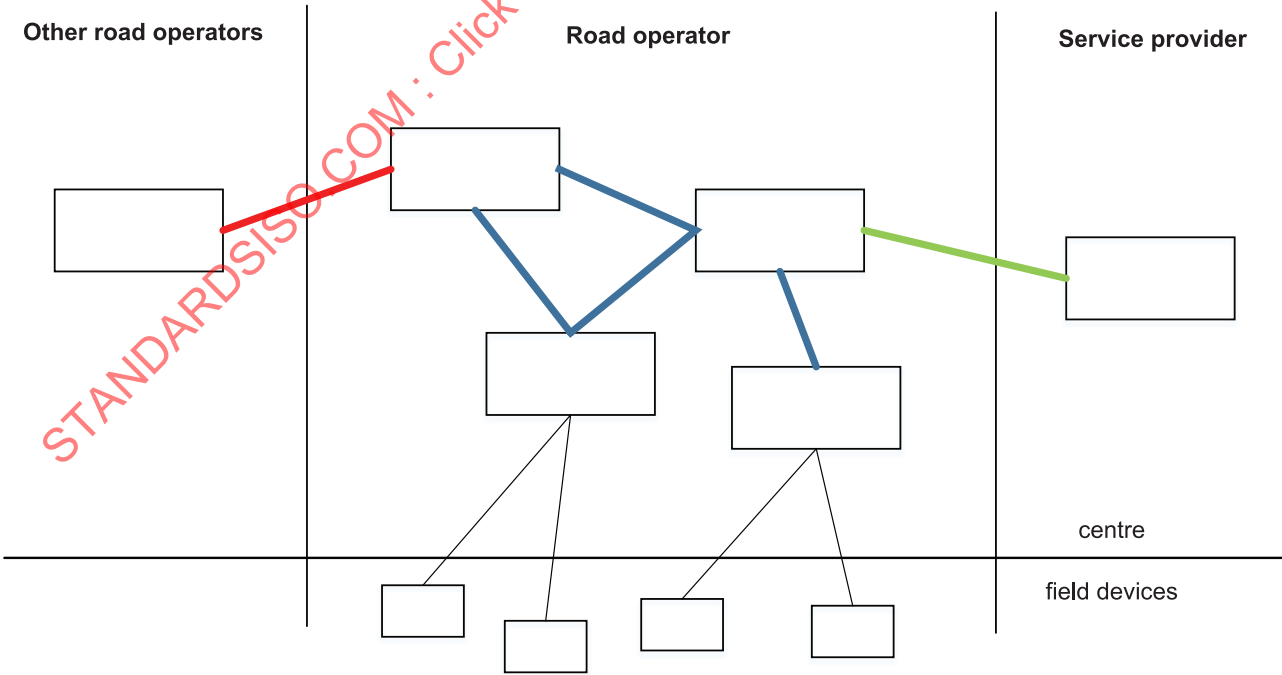 Other road operators
Road operator
Service provider
STANDARDSISO.COM : Click
centre
field devices